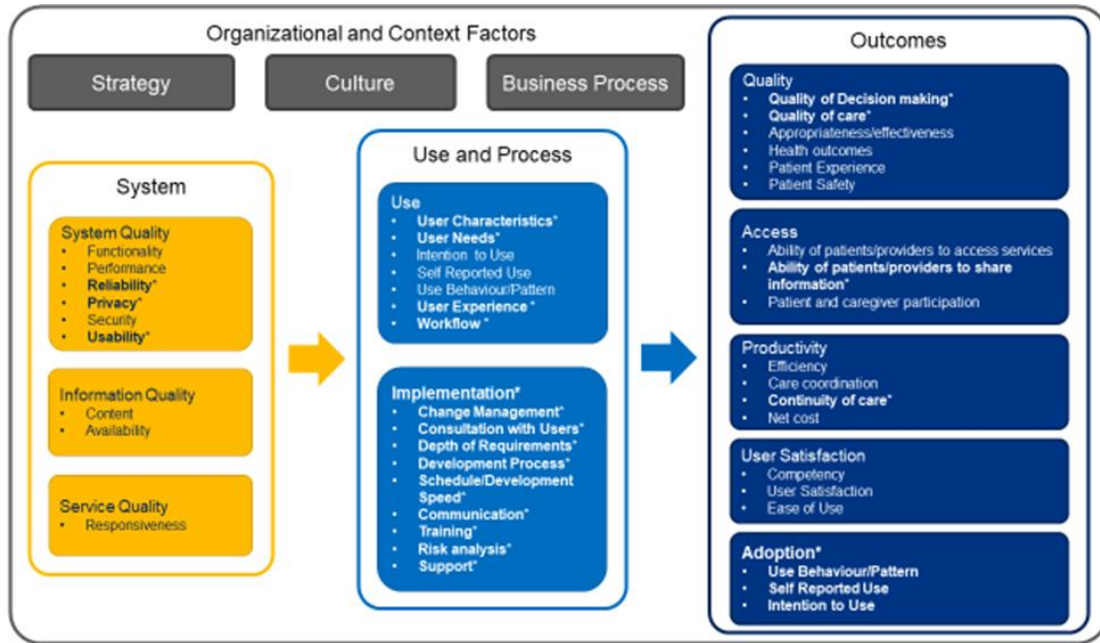 Organizational and Context Factors
Strategy
Culture
Business Process
System
System Quality
• Functionality
• Performance
• Reliability*
• Privacy*
• Security
• Usability*
Information Quality
• Content
• Availability
Service Quality
• Responsiveness
Use and Process
Use
• User Characteristics*
• User Needs*
• Intention to Use
• Self Reported Use
• Use Behaviour/Pattern
• User Experience*
• Workflow *
Implementation*
• Change Management*
• Consultation with Users*
• Depth of Requirements*
• Development Process*
• Schedule/Development
Speed*
• Communication*
• Training*
• Risk analysis*
• Support*
Outcomes
Quality
• Quality of Decision making*
• Quality of care*
• Appropriateness/effectiveness
• Health outcomes
• Patient Experience
• Patient Safety
Access
• Ability of patients/providers to access services
• Ability of patients/providers to share
information*
• Patient and caregiver participation
Productivity
• Efficiency
• Care coordination
• Continuity of care*
• Net cost
User Satisfaction
• Competency
• User Satisfaction
• Ease of Use
Adoption*
• Use Behaviour/Pattern
• Self Reported Use
• Intention to Use